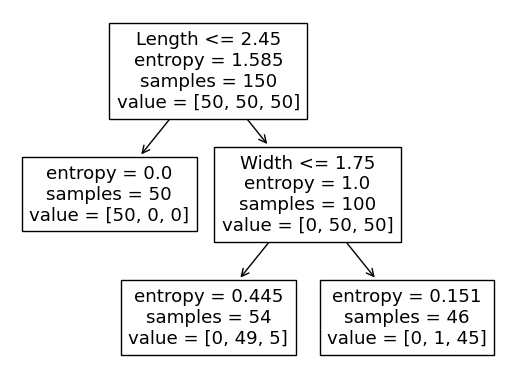 Length <= 2.45
entropy = 1.585
samples = 150
value = [50, 50, 50]
entropy = 0.0
samples = 50
value = [50, 0, 0]
Width <= 1.75
entropy = 1.0
samples = 100
value = [0, 50, 50]
entropy = 0.445
samples = 54
value = [0, 49, 5]
entropy = 0.151
samples = 46
value = [0, 1, 45]